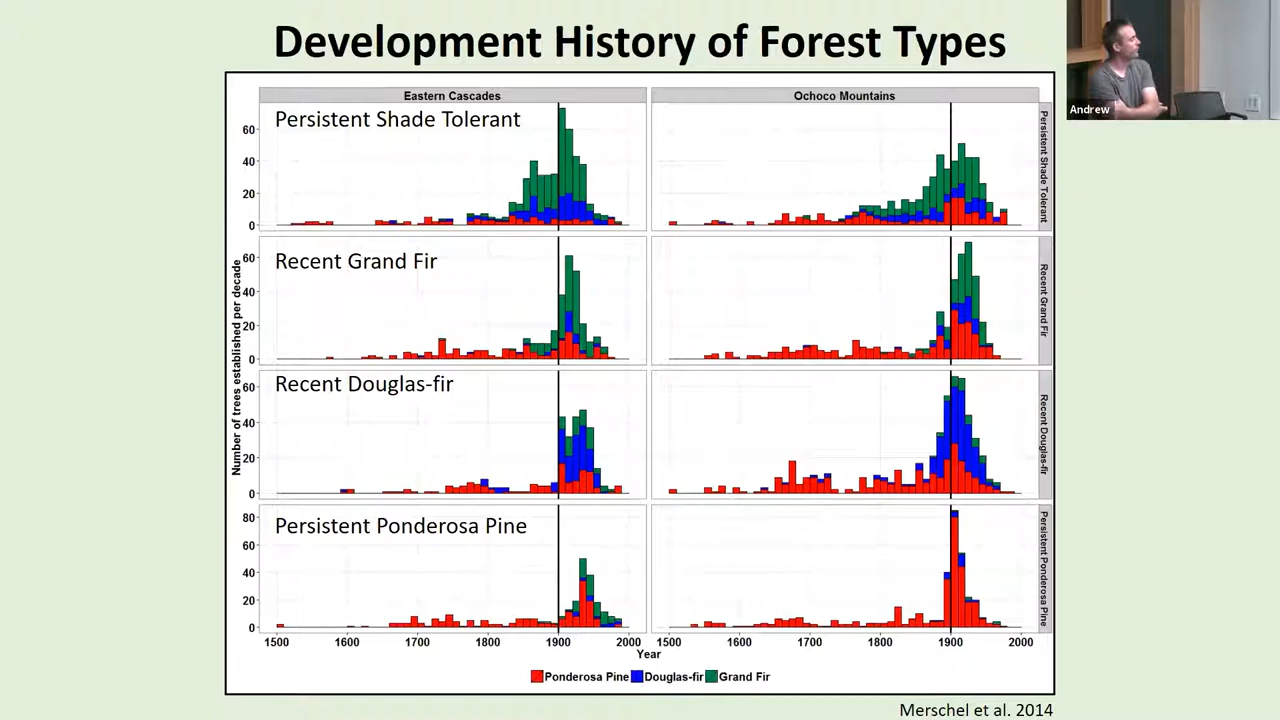 Development History of Forest Types
Andrew
Eastern Cascades
Ochoco Mountains
Persistent Shade Tolerant
Persistent Shade Tolerant
60
40
20
0
Recent Grand Fir
Recent Grand Fir
60
40
20
0
Number of trees established per decade
Recent Douglas-fir
Recent Douglas-fir
60
40
20
0
Persistent Ponderosa Pine
Persistent Ponderosa Pine
80
60
40
20
0
1500 1600 1700 1800 1900 2000 1500 1600 1700 1800 1900 2000
Year
Ponderosa Pine Douglas-fir Grand Fir
Merschel et al. 2014